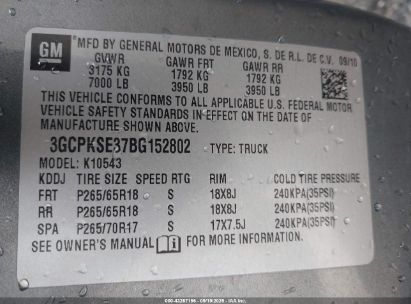 GM
MFD BY GENERAL MOTORS DE MEXICO, S. DE R.L. DE C.V. 09/10
GVWR GAWR FRT GAWR RR
3175 KG 1792 KG 1792 KG
7000 LB 3950 LB 3950 LB
THIS VEHICLE CONFORMS TO ALL APPLICABLE U.S. FEDERAL MOTOR
VEHICLE SAFETY STANDARDS IN EFFECT ON THE DATE OF
MANUFACTURE SHOWN ABOVE.
3GCPKSE37BG152802 TYPE: TRUCK
MODEL: K10543
KDDJ TIRE SIZE SPEED RTG RIM COLD TIRE PRESSURE
FRT P265/65R18 S 18X8J 240KPA(35PSI)
RR P265/65R18 S 18X8J 240KPA(35PSI)
SPA P265/70R17 S 17X7.5J 240KPA(35PSI)
SEE OWNER'S MANUAL FOR MORE INFORMATION.